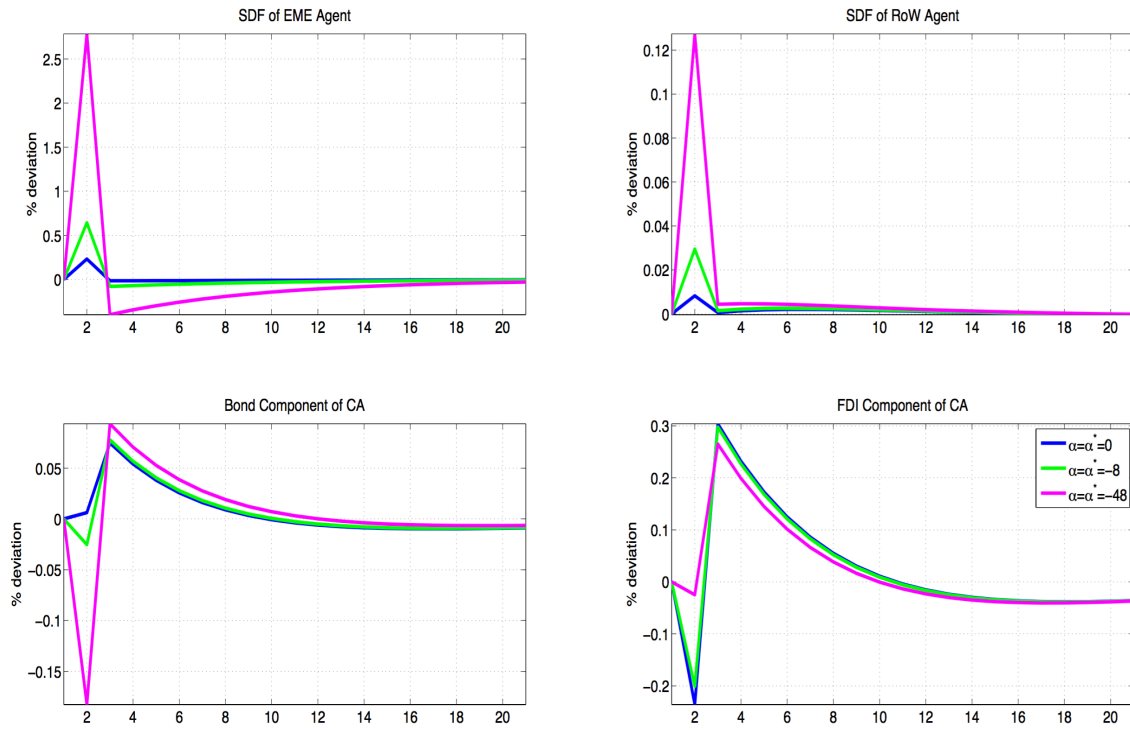 SDF of EME Agent
% deviation
2.5
2
1.5
1
0.5
0
2 4 6 8 10 12 14 16 18 20
SDF of RoW Agent
% deviation
0.12
0.1
0.08
0.06
0.04
0.02
0
2 4 6 8 10 12 14 16 18 20
Bond Component of CA
% deviation
0.05
0
−0.05
−0.1
−0.15
2 4 6 8 10 12 14 16 18 20
FDI Component of CA
% deviation
0.3
0.2
0.1
0
−0.1
−0.2
2 4 6 8 10 12 14 16 18 20
α=α*=0
α=α*=−8
α=α*=−48